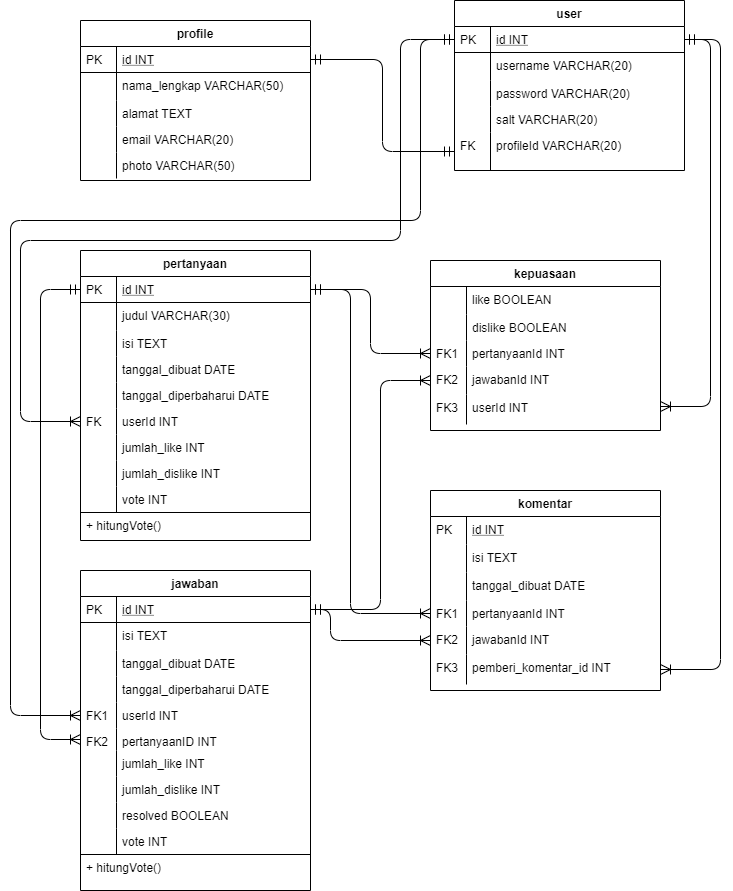 profile
PK id INT
nama_lengkap VARCHAR(50)
alamat TEXT
email VARCHAR(20)
photo VARCHAR(50)
user
PK id INT
username VARCHAR(20)
password VARCHAR(20)
salt VARCHAR(20)
FK profileId VARCHAR(20)
pertanyaan
PK id INT
judul VARCHAR(30)
isi TEXT
tanggal_dibuat DATE
tanggal_diperbaharui DATE
FK userId INT
jumlah_like INT
jumlah_dislike INT
vote INT
+ hitungVote()
kepuasaan
like BOOLEAN
dislike BOOLEAN
FK1 pertanyaanId INT
FK2 jawabanId INT
FK3 userId INT
komentar
PK id INT
isi TEXT
tanggal_dibuat DATE
FK1 pertanyaanId INT
FK2 jawabanId INT
FK3 pemberi_komentar_id INT
jawaban
PK id INT
isi TEXT
tanggal_dibuat DATE
tanggal_diperbaharui DATE
FK1 userId INT
FK2 pertanyaanID INT
jumlah_like INT
jumlah_dislike INT
resolved BOOLEAN
vote INT
+ hitungVote()